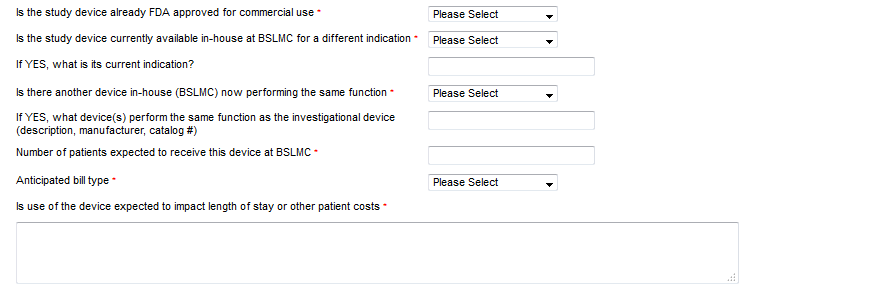 Is the study device already FDA approved for commercial use * Please Select
Is the study device currently available in-house at BSLMC for a different indication * Please Select
If YES, what is its current indication?
Is there another device in-house (BSLMC) now performing the same function * Please Select
If YES, what device(s) perform the same function as the investigational device
(description, manufacturer, catalog #)
Number of patients expected to receive this device at BSLMC *
Anticipated bill type * Please Select
Is use of the device expected to impact length of stay or other patient costs *